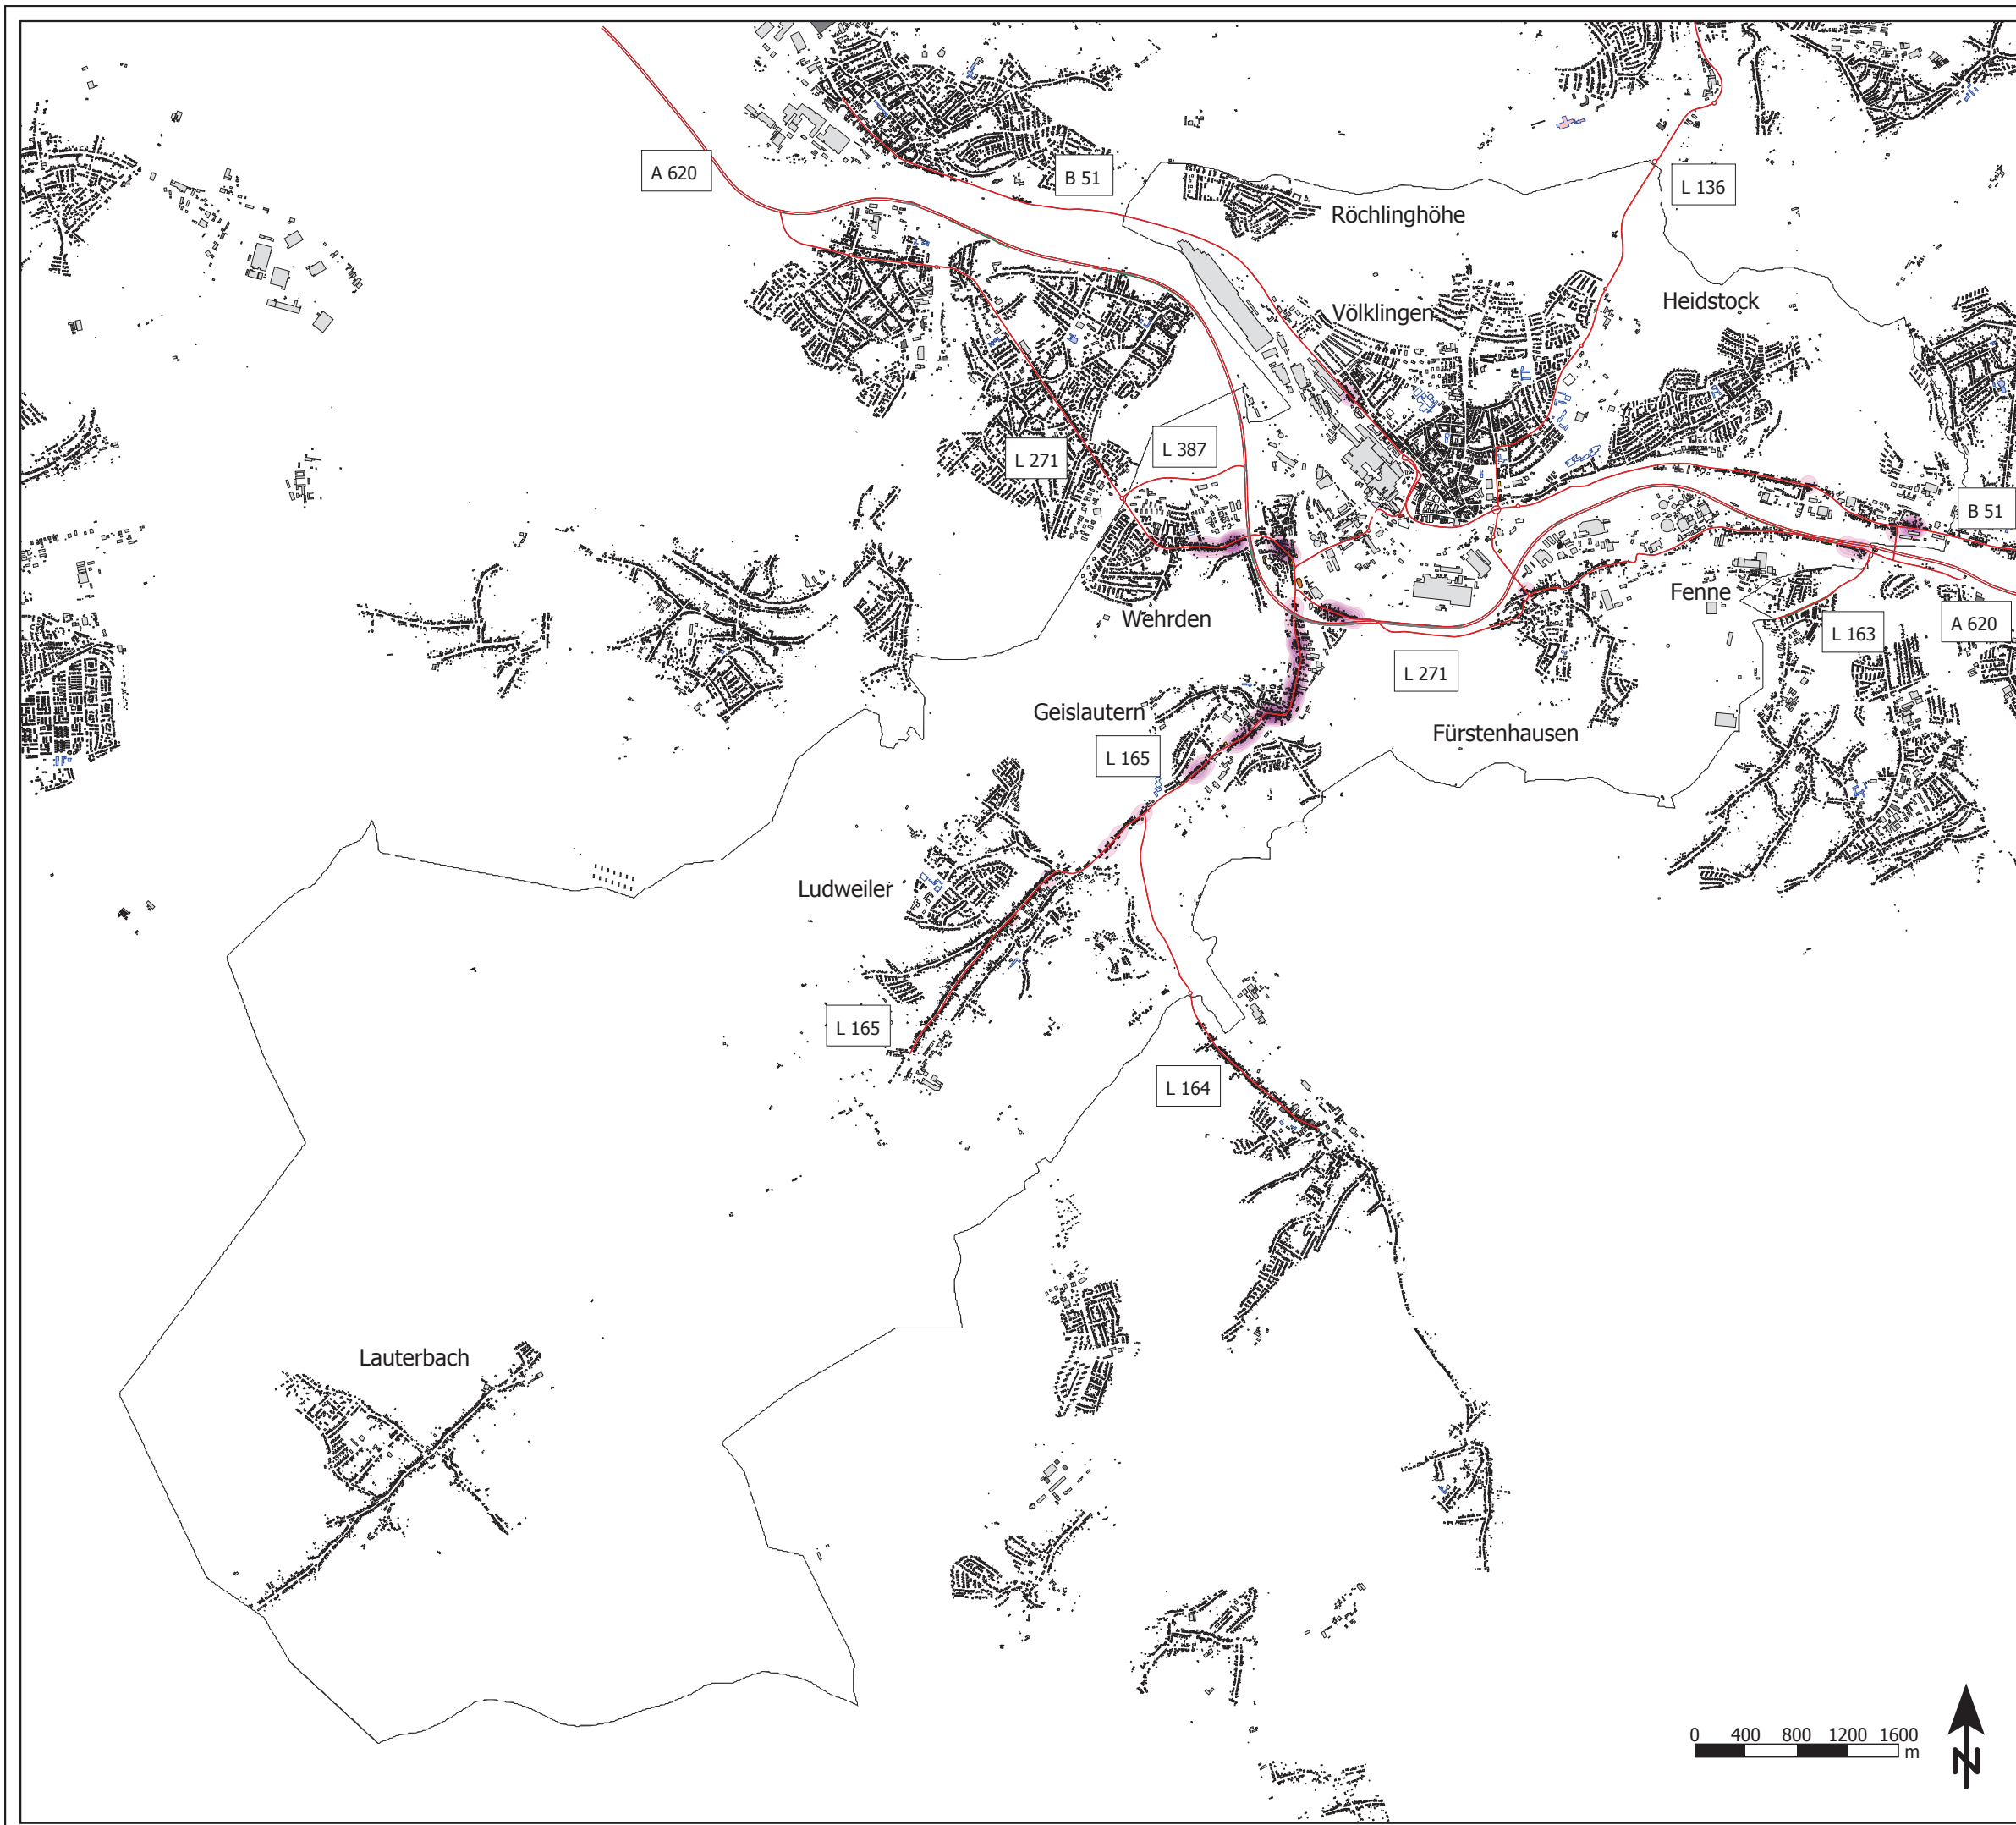 A 620
B 51
L 136
Röchlinghöhe
Heidstock
Völklingen
L 387
L 271
B 51
Fenne
Wehrden
A 620
L 163
L 271
Geislautern
Fürstenhausen
L 165
Ludweiler
L 165
L 164
Lauterbach
0 400 800 1200 1600
m
N